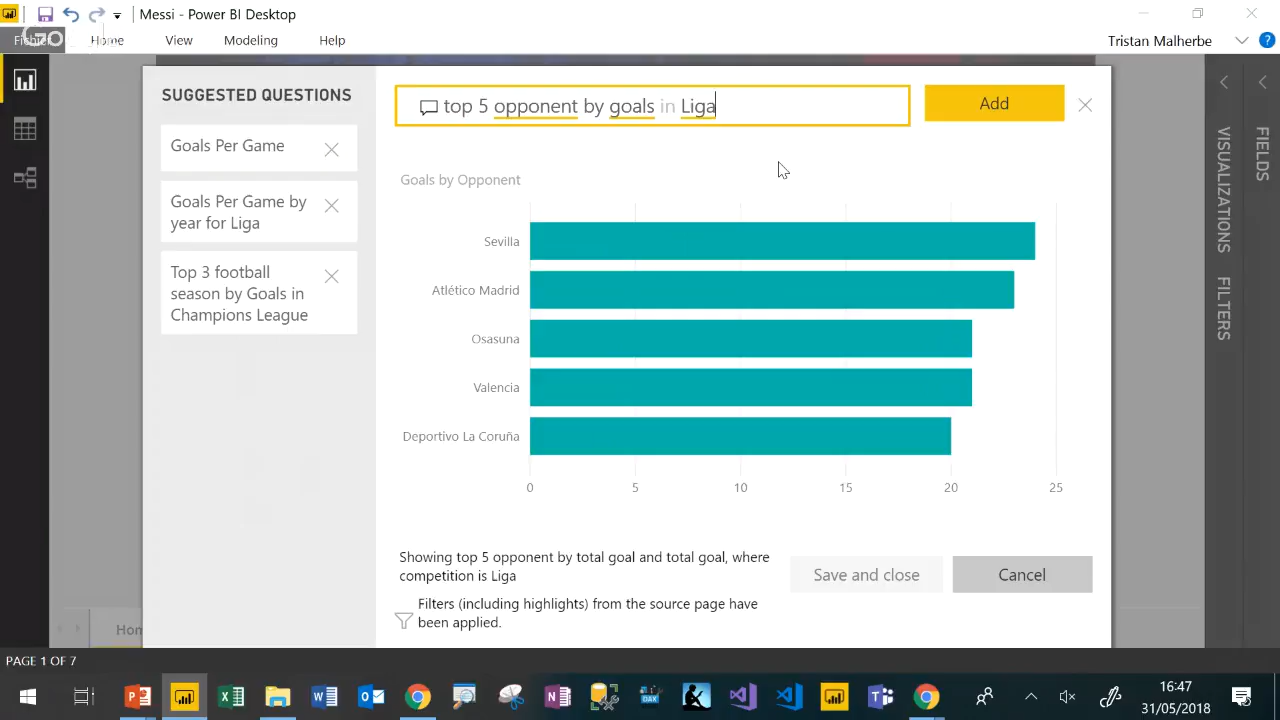 Messi - Power BI Desktop
Go
Home
View
Modeling
Help
Tristan Malherbe
?
SUGGESTED QUESTIONS
Goals Per Game
Goals Per Game by
year for Liga
Top 3 football
season by Goals in
Champions League
top 5 opponent by goals in Liga
Add
Goals by Opponent
Sevilla
Atlético Madrid
Osasuna
Valencia
Deportivo La Coruña
0 5 10 15 20 25
Showing top 5 opponent by total goal and total goal, where
competition is Liga
Filters (including highlights) from the source page have
been applied.
Save and close
Cancel
VISUALIZATIONS
FILTERS
FIELDS
Hom
PAGE 1 OF 7
DAX
16:47
31/05/2018